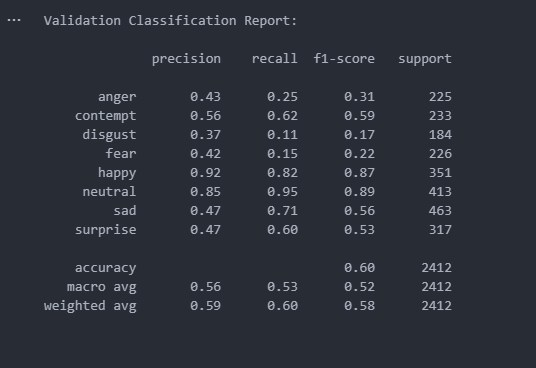 ... Validation Classification Report:
precision recall f1-score support
anger 0.43 0.25 0.31 225
contempt 0.56 0.62 0.59 233
disgust 0.37 0.11 0.17 184
fear 0.42 0.15 0.22 226
happy 0.92 0.82 0.87 351
neutral 0.85 0.95 0.89 413
sad 0.47 0.71 0.56 463
surprise 0.47 0.60 0.53 317
accuracy 0.60 2412
macro avg 0.56 0.53 0.52 2412
weighted avg 0.59 0.60 0.58 2412